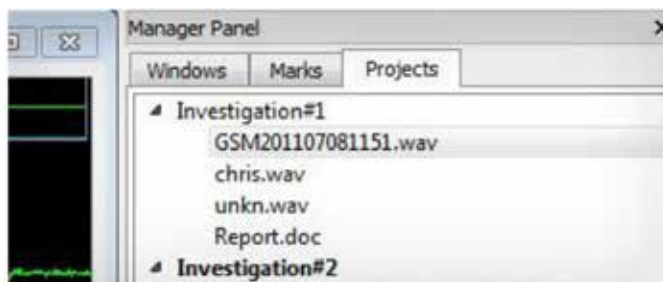 Manager Panel
Windows Marks Projects
Investigation#1
GSM201107081151.wav
chris.wav
unkn.wav
Report.doc
Investigation#2